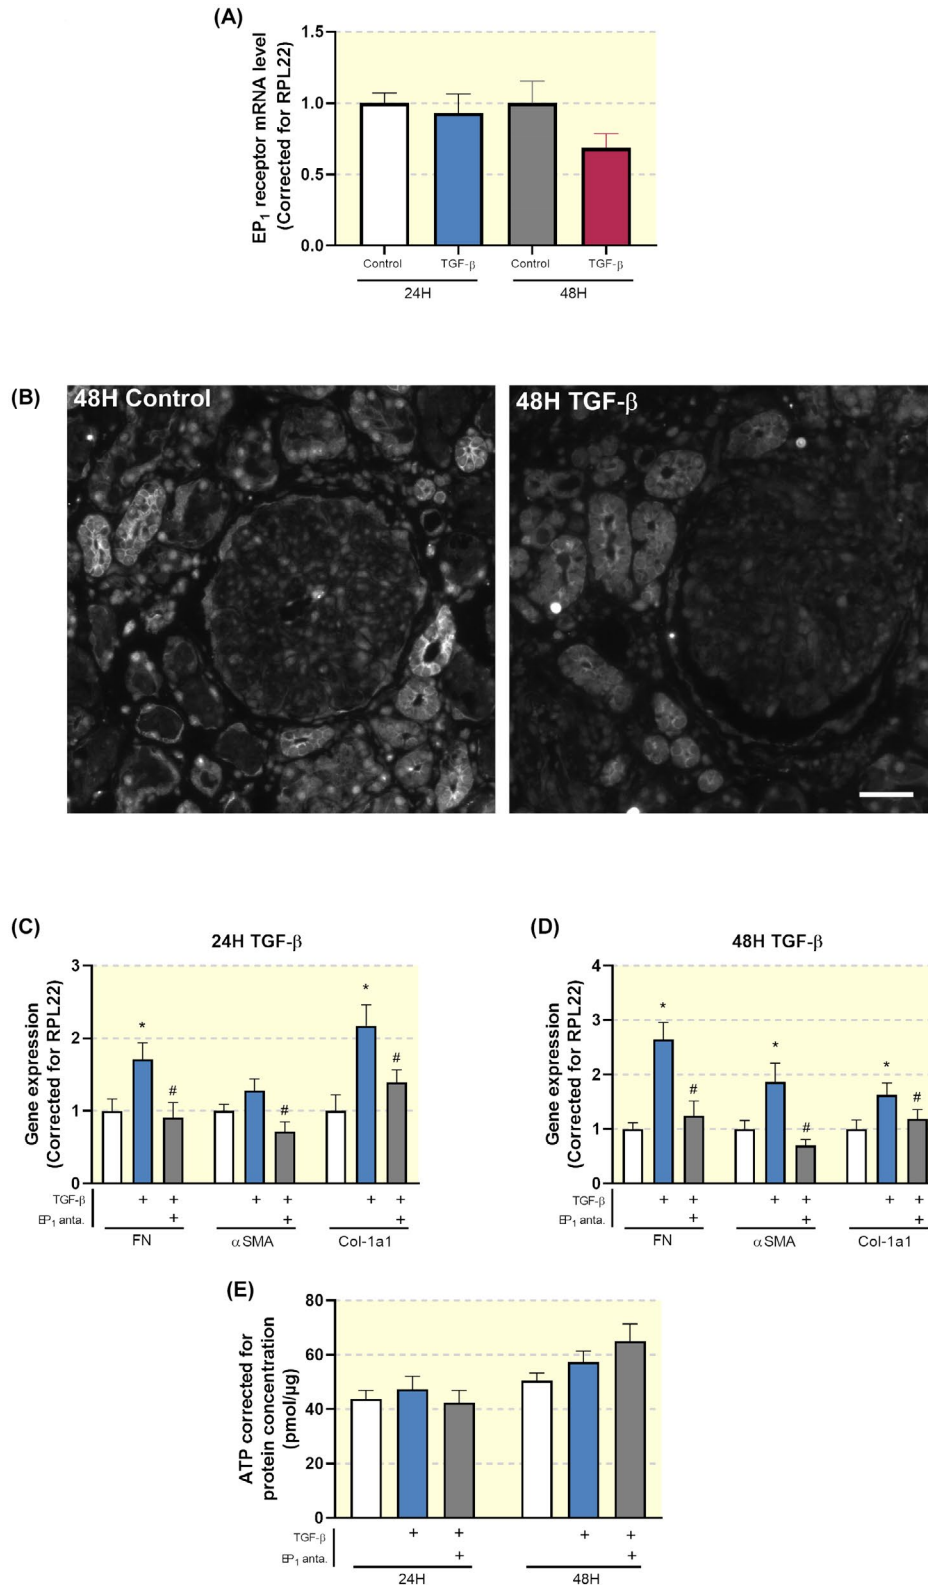 (A)
EP1 receptor mRNA level
(Corrected for RPL22)
1.5
1.0
0.5
0.0
Control
TGF-β
Control
TGF-β
24H
48H
(B)
48H Control
48H TGF-β
(C)
24H TGF-β
Gene expression
(Corrected for RPL22)
3
2
1
0
*
#
#
*
#
TGF-β + + + + + +
EP1 anta. + + +
FN
αSMA
Col-1a1
(D)
48H TGF-β
Gene expression
(Corrected for RPL22)
4
3
2
1
0
*
#
*
#
*
#
TGF-β + + + + + +
EP1 anta. + + +
FN
αSMA
Col-1a1
(E)
ATP corrected for
protein concentration
(pmol/µg)
80
60
40
20
0
TGF-β + + + +
EP1 anta. + +
24H
48H